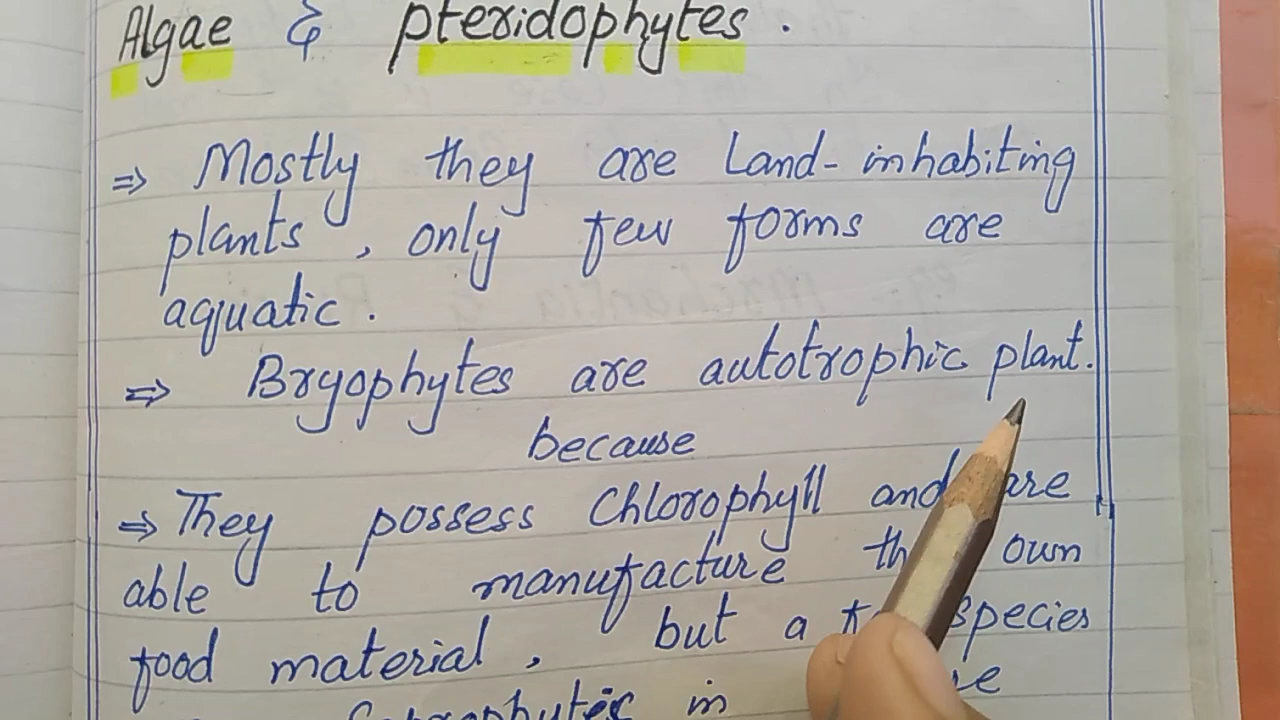 Algae & pteridophytes.
⇒ Mostly they are Land-inhabiting
plants, only few forms are
aquatic.
⇒ Bryophytes are autotrophic plant.
because
⇒ They possess Chlorophyll and are
able to manufacture own
food material, but a species
in